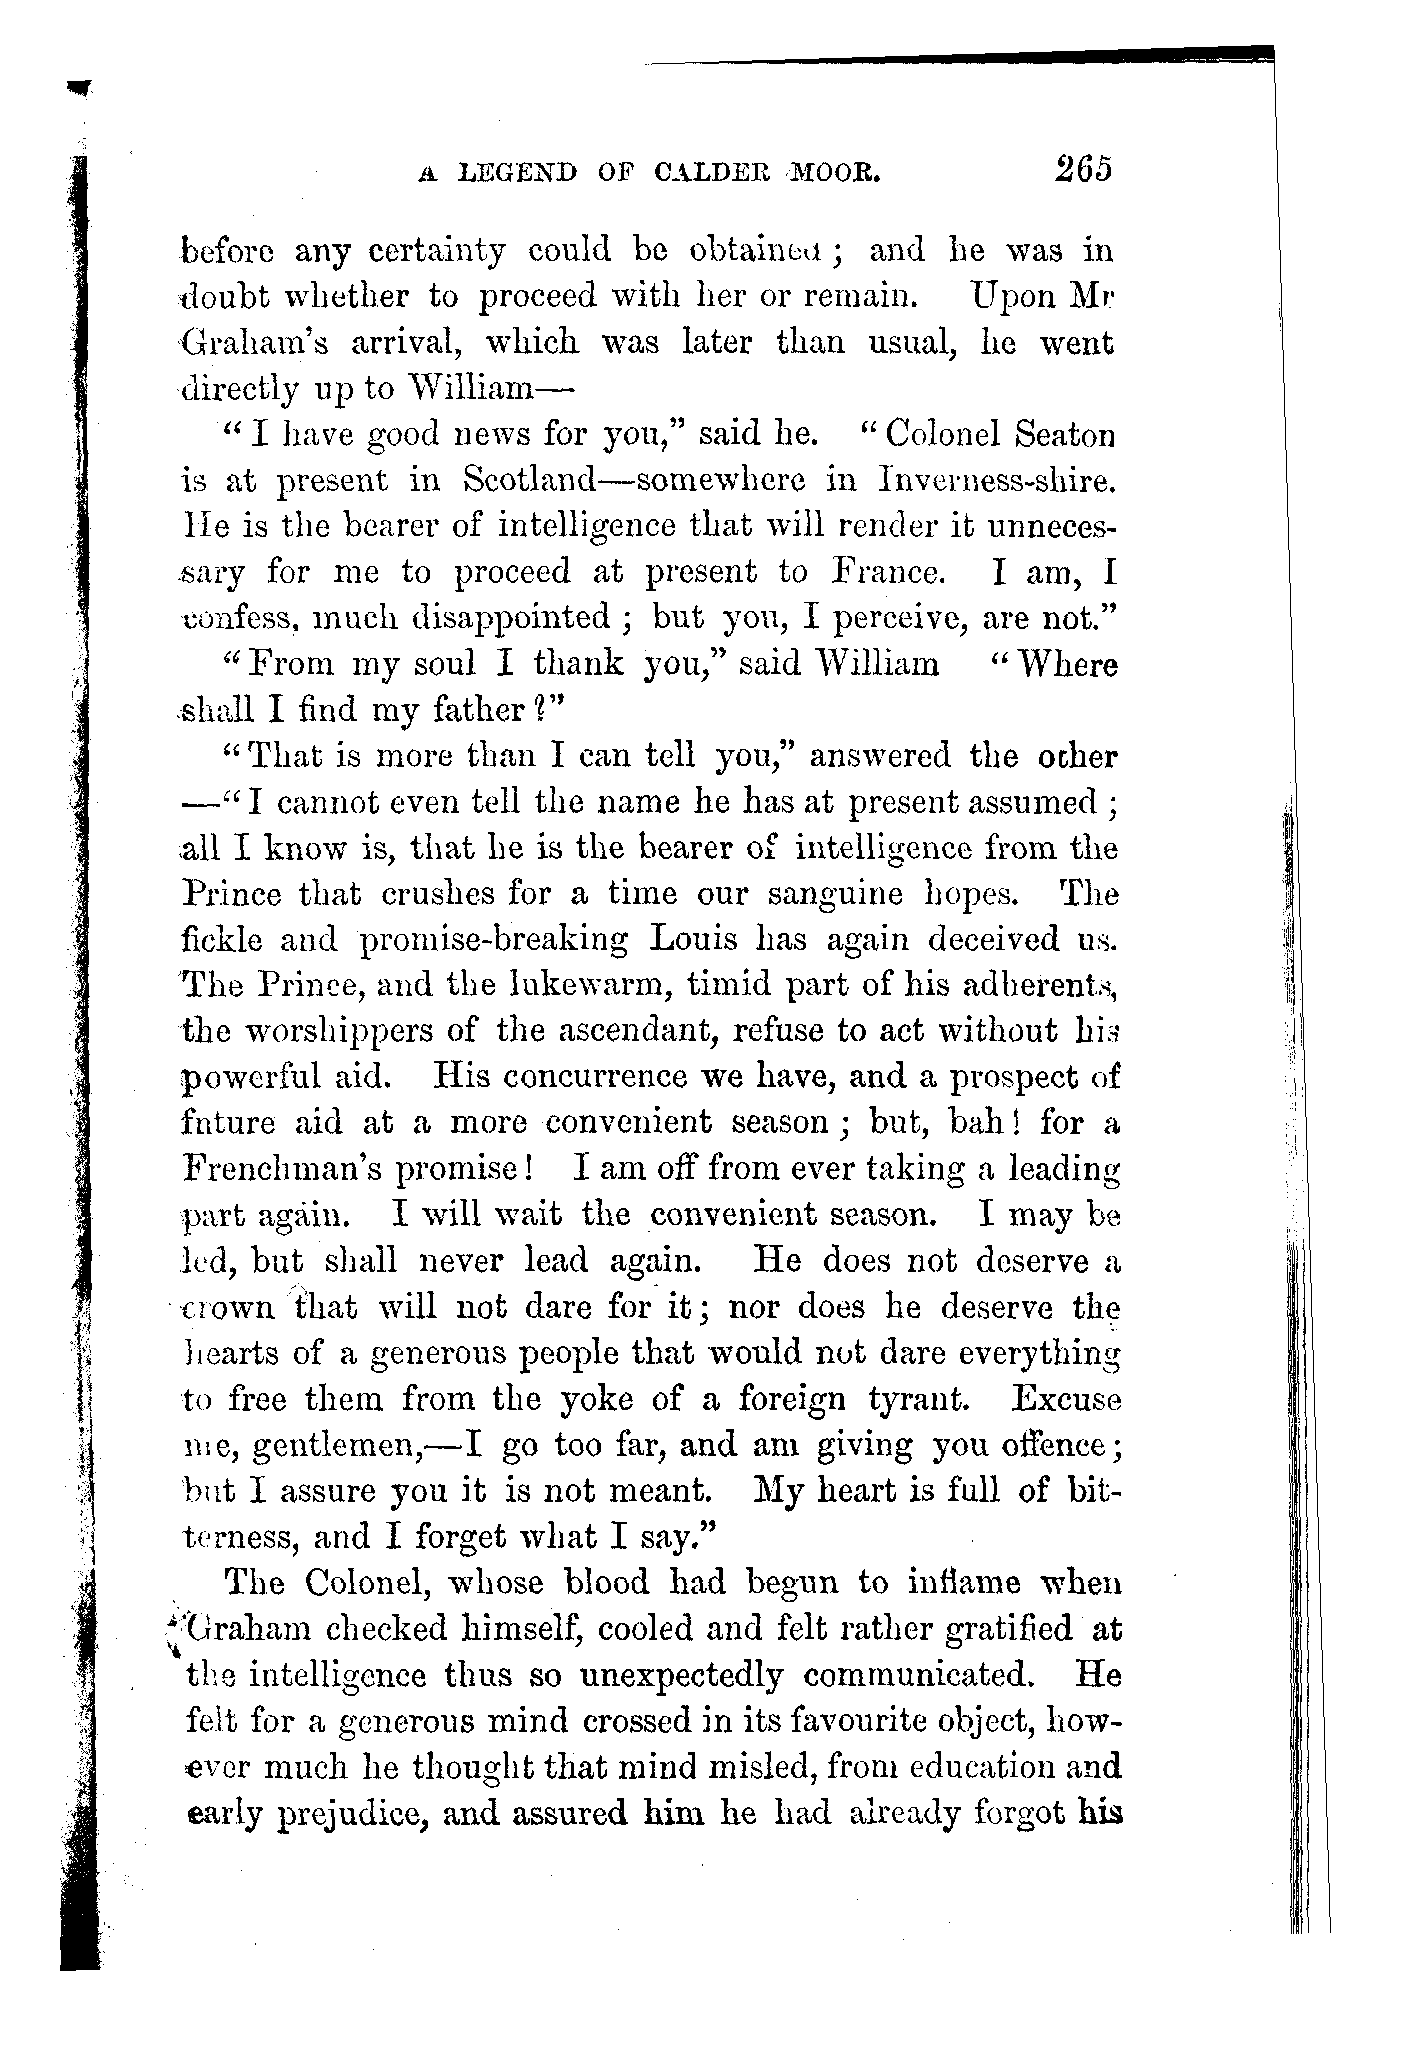 A LEGEND OF CALDER MOOR. 265
before any certainty could be obtained ; and he was in
doubt whether to proceed with her or remain. Upon Mr
Graham's arrival, which was later than usual, he went
directly up to William—
“ I have good news for you,” said he. “ Colonel Seaton
is at present in Scotland—somewhere in Inverness-shire.
He is the bearer of intelligence that will render it unneces-
sary for me to proceed at present to France. I am, I
confess, much disappointed ; but you, I perceive, are not.”
“ From my soul I thank you,” said William “ Where
shall I find my father ?”
“ That is more than I can tell you,” answered the other
—“ I cannot even tell the name he has at present assumed ;
all I know is, that he is the bearer of intelligence from the
Prince that crushes for a time our sanguine hopes. The
fickle and promise-breaking Louis has again deceived us.
The Prince, and the lukewarm, timid part of his adherents,
the worshippers of the ascendant, refuse to act without his
powerful aid. His concurrence we have, and a prospect of
fnture aid at a more convenient season ; but, bah ! for a
Frenchman's promise ! I am off from ever taking a leading
part again. I will wait the convenient season. I may be
led, but shall never lead again. He does not deserve a
crown that will not dare for it ; nor does he deserve the
hearts of a generous people that would not dare everything
to free them from the yoke of a foreign tyrant. Excuse
me, gentlemen,—I go too far, and am giving you offence ;
but I assure you it is not meant. My heart is full of bit-
terness, and I forget what I say.”
The Colonel, whose blood had begun to inflame when
Graham checked himself, cooled and felt rather gratified at
the intelligence thus so unexpectedly communicated. He
felt for a generous mind crossed in its favourite object, how-
ever much he thought that mind misled, from education and
early prejudice, and assured him he had already forgot his